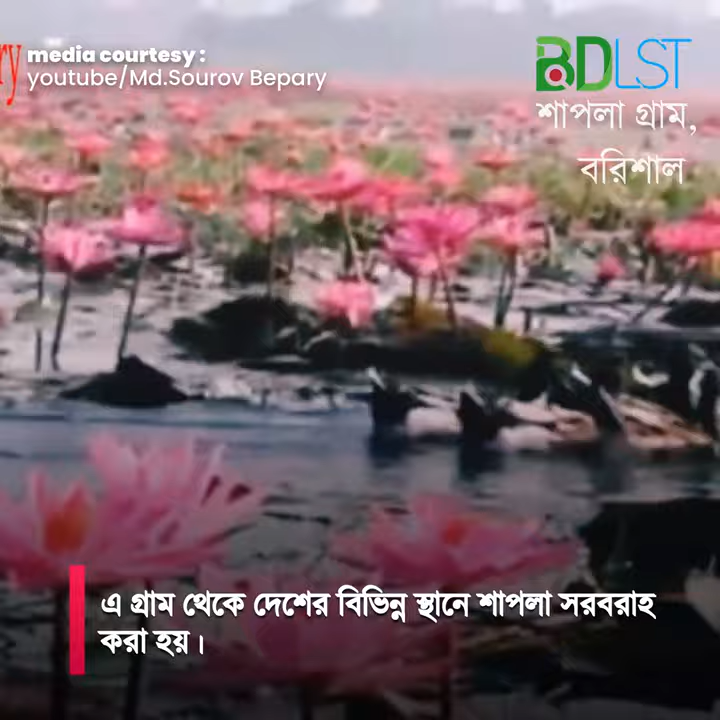 media courtesy :
youtube/Md.Sourov Bepary
BDLST
শাপলা গ্রাম,
বরিশাল
এ গ্রাম থেকে দেশের বিভিন্ন স্থানে শাপলা সরবরাহ
করা হয়।